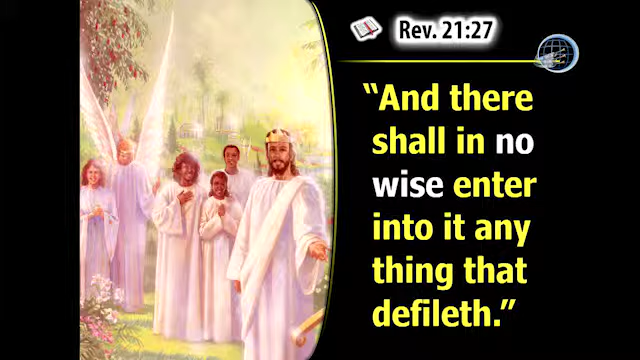 Rev. 21:27
“And there
shall in no
wise enter
into it any
thing that
defileth.”